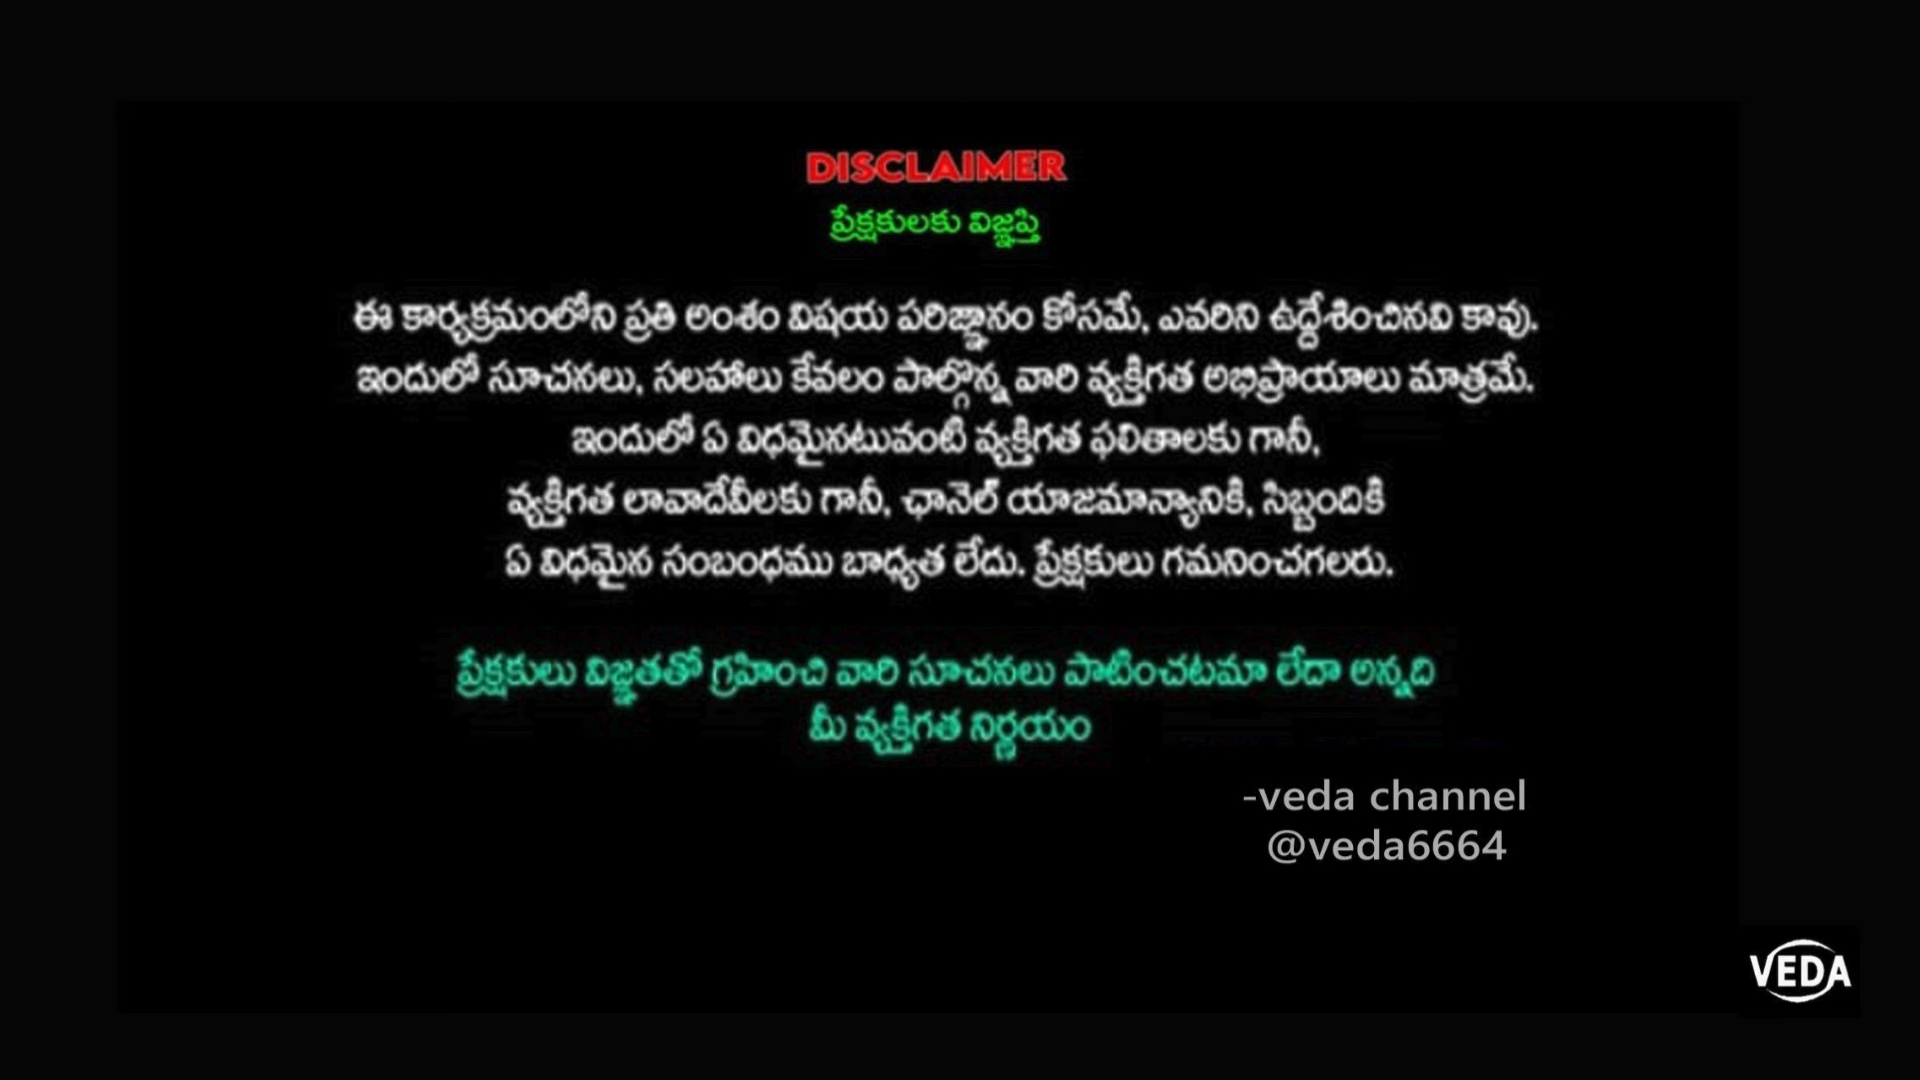 DISCLAIMER
ప్రేక్షకులకు విజ్ఞప్తి
ఈ కార్యక్రమంలోని ప్రతి అంశం విషయ పరిజ్ఞానం కోసమే, ఎవరిని ఉద్దేశించినవి కావు.
ఇందులో సూచనలు, సలహాలు కేవలం పాల్గొన్న వారి వ్యక్తిగత అభిప్రాయాలు మాత్రమే.
ఇందులో ఏ విధమైనటువంటి వ్యక్తిగత ఫలితాలకు గానీ,
వ్యక్తిగత లావాదేవీలకు గానీ, ఛానెల్ యాజమాన్యానికి, సిబ్బందికి
ఏ విధమైన సంబంధము బాధ్యత లేదు. ప్రేక్షకులు గమనించగలరు.
ప్రేక్షకులు విజ్ఞతతో గ్రహించి వారి సూచనలు పాటించటమా లేదా అన్నది
మీ వ్యక్తిగత నిర్ణయం
-veda channel
@veda6664
VEDA